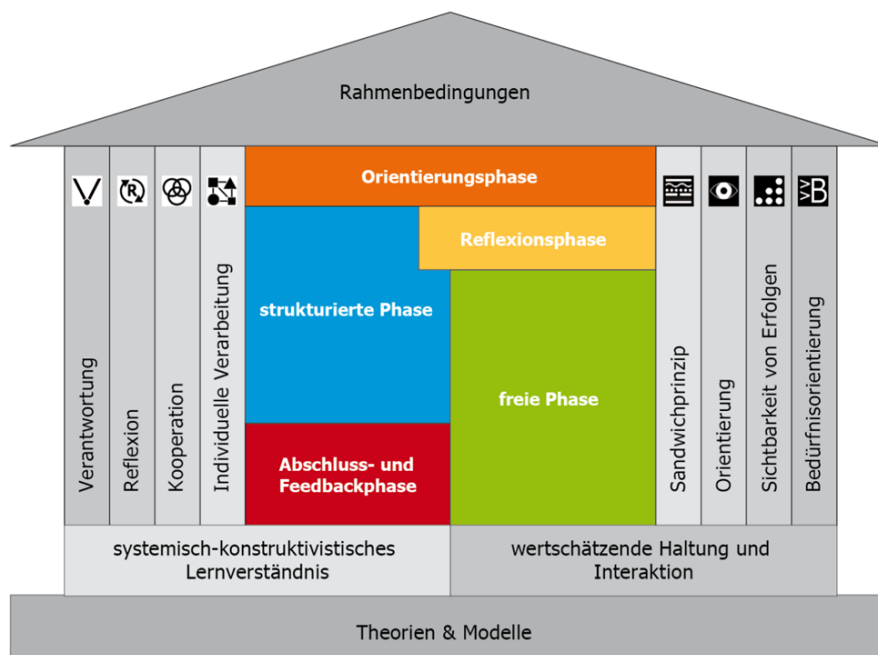 Rahmenbedingungen
Verantwortung
Reflexion
Kooperation
Individuelle Verarbeitung
Orientierungsphase
Reflexionsphase
strukturierte Phase
freie Phase
Abschluss- und
Feedbackphase
Sandwichprinzip
Orientierung
Sichtbarkeit von Erfolgen
Bedürfnisorientierung
R
B
systemisch-konstruktivistisches
Lernverständnis
wertschätzende Haltung und
Interaktion
Theorien & Modelle